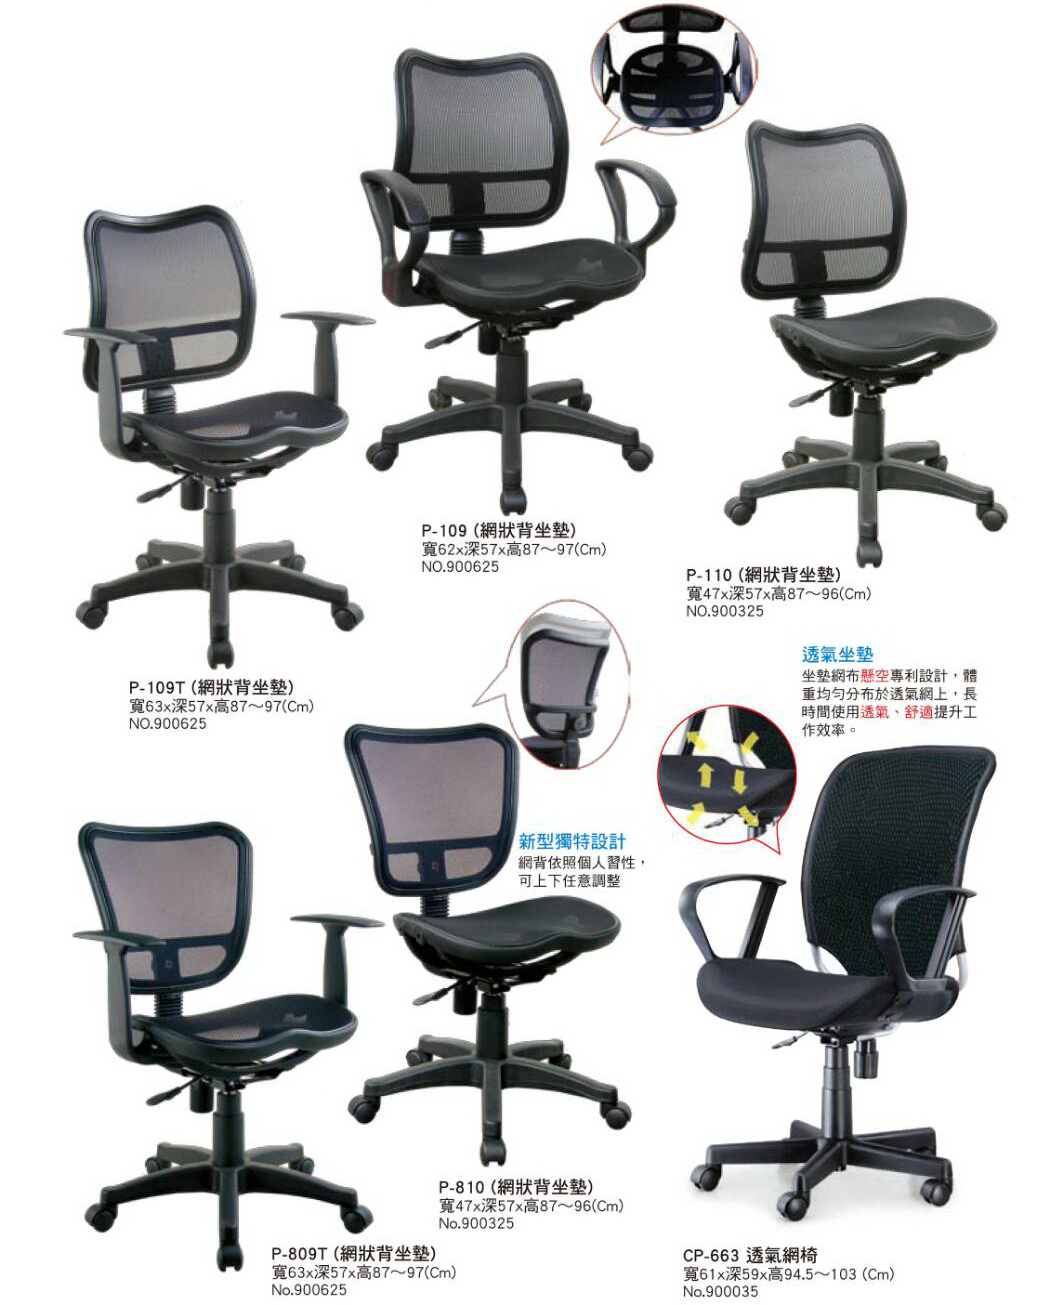 P-109 (網狀背坐墊)
寬62x深57x高87～97(Cm)
NO.900625
P-110 (網狀背坐墊)
寬47x深57x高87～96(Cm)
NO.900325
P-109T (網狀背坐墊)
寬63x深57x高87～97(Cm)
NO.900625
透氣坐墊
坐墊網布懸空專利設計，體
重均勻分布於透氣網上，長
時間使用透氣、舒適提升工
作效率。
新型獨特設計
網背依照個人習性，
可上下任意調整
P-810 (網狀背坐墊)
寬47x深57x高87～96(Cm)
No.900325
P-809T (網狀背坐墊)
寬63x深57x高87～97(Cm)
No.900625
CP-663 透氣網椅
寬61x深59x高94.5～103 (Cm)
No.900035